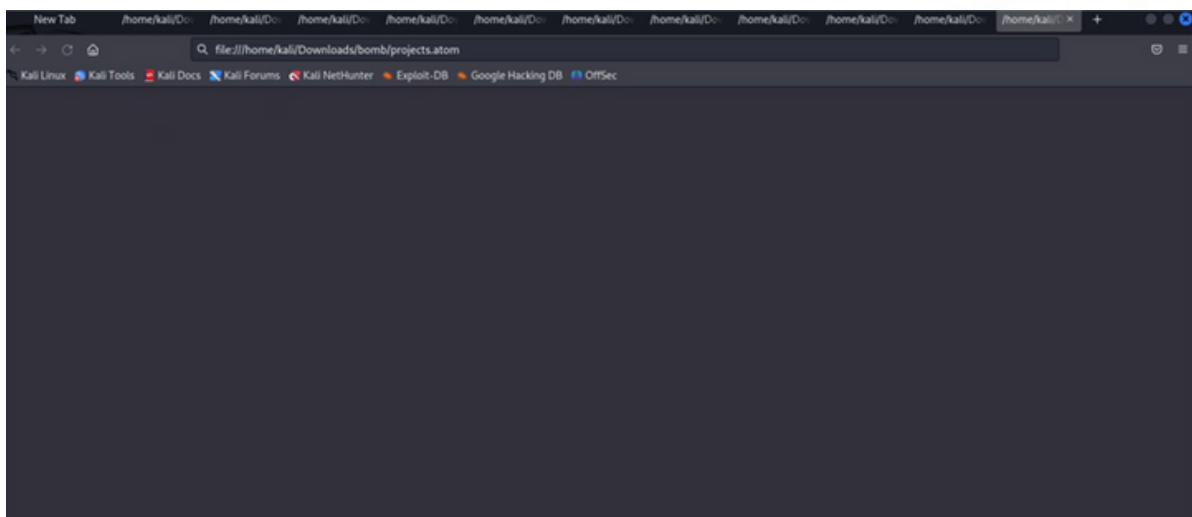 New Tab /home/kali/Do /home/kali/Do /home/kali/Do /home/kali/Do /home/kali/Do /home/kali/Do /home/kali/Do /home/kali/Do /home/kali/Do /home/kali/Do /home/kali/D
file:///home/kali/Downloads/bomb/projects.atom
Kali Linux Kali Tools Kali Docs Kali Forums Kali NetHunter Exploit-DB Google Hacking DB OffSec